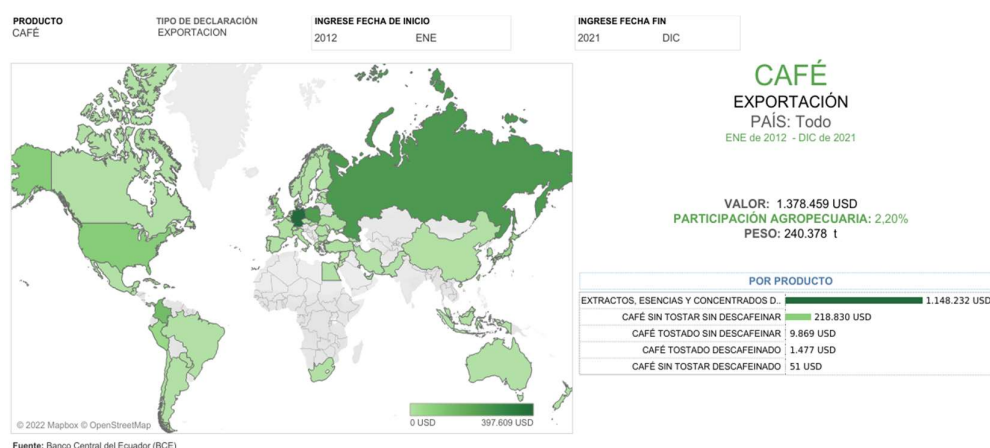 PRODUCTO
CAFÉ
TIPO DE DECLARACIÓN
EXPORTACION
INGRESE FECHA DE INICIO
2012 ENE
INGRESE FECHA FIN
2021 DIC
CAFÉ
EXPORTACIÓN
PAÍS: Todo
ENE de 2012 - DIC de 2021
VALOR: 1.378.459 USD
PARTICIPACIÓN AGROPECUARIA: 2,20%
PESO: 240.378 t
POR PRODUCTO
EXTRACTOS, ESENCIAS Y CONCENTRADOS D.. 1.148.232 USD
CAFÉ SIN TOSTAR SIN DESCAFEINAR 218.830 USD
CAFÉ TOSTADO SIN DESCAFEINAR 9.869 USD
CAFÉ TOSTADO DESCAFEINADO 1.477 USD
CAFÉ SIN TOSTAR DESCAFEINADO 51 USD
0 USD 397.609 USD
© 2022 Mapbox © OpenStreetMap
Fuente: Banco Central del Ecuador (BCE)